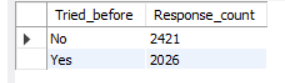 Tried_before Response_count
No 2421
Yes 2026